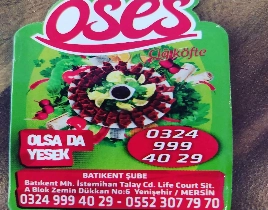 oses
Çiğköfte
OLSA DA
YESEK
0324
999
40 29
BATIKENT ŞUBE
Batıkent Mh. İstemihan Talay Cd. Life Court Sit.
A Blok Zemin Dükkan No:6 Yenişehir / MERSİN
0324 999 40 29 - 0552 307 79 70